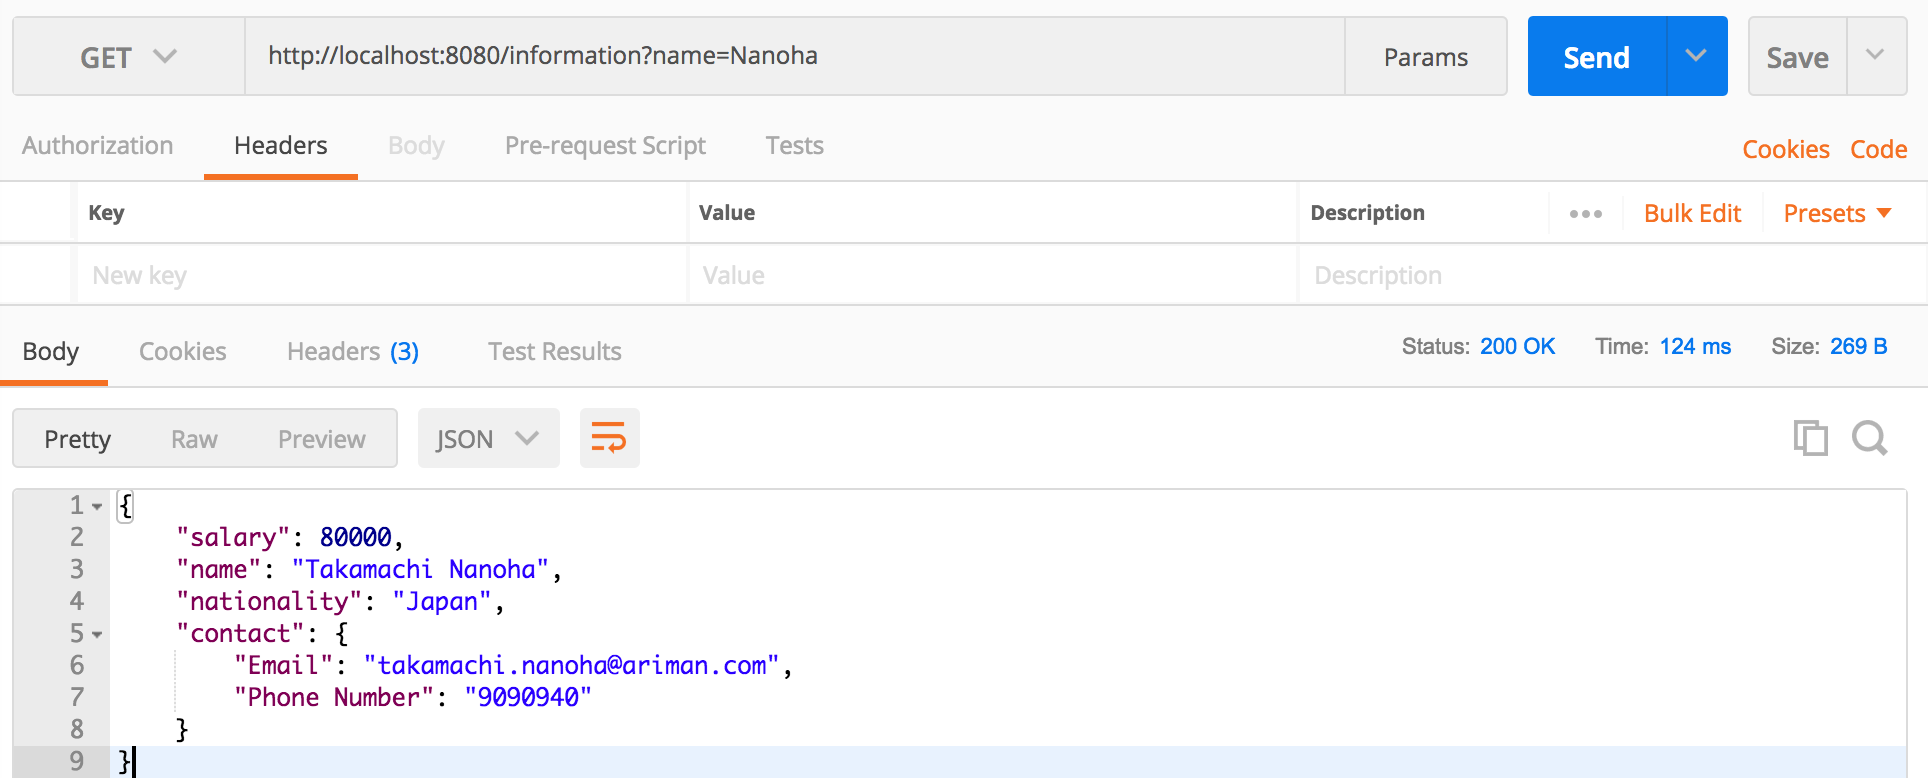 GET http://localhost:8080/information?name=Nanoha Params Send Save
Authorization Headers Body Pre-request Script Tests Cookies Code
Key Value Description ••• Bulk Edit Presets
New key Value Description
Body Cookies Headers (3) Test Results Status: 200 OK Time: 124 ms Size: 269 B
Pretty Raw Preview JSON
1 {
2 "salary": 80000,
3 "name": "Takamachi Nanoha",
4 "nationality": "Japan",
5 "contact": {
6 "Email": "takamachi.nanoha@ariman.com",
7 "Phone Number": "9090940"
8 }
9 }